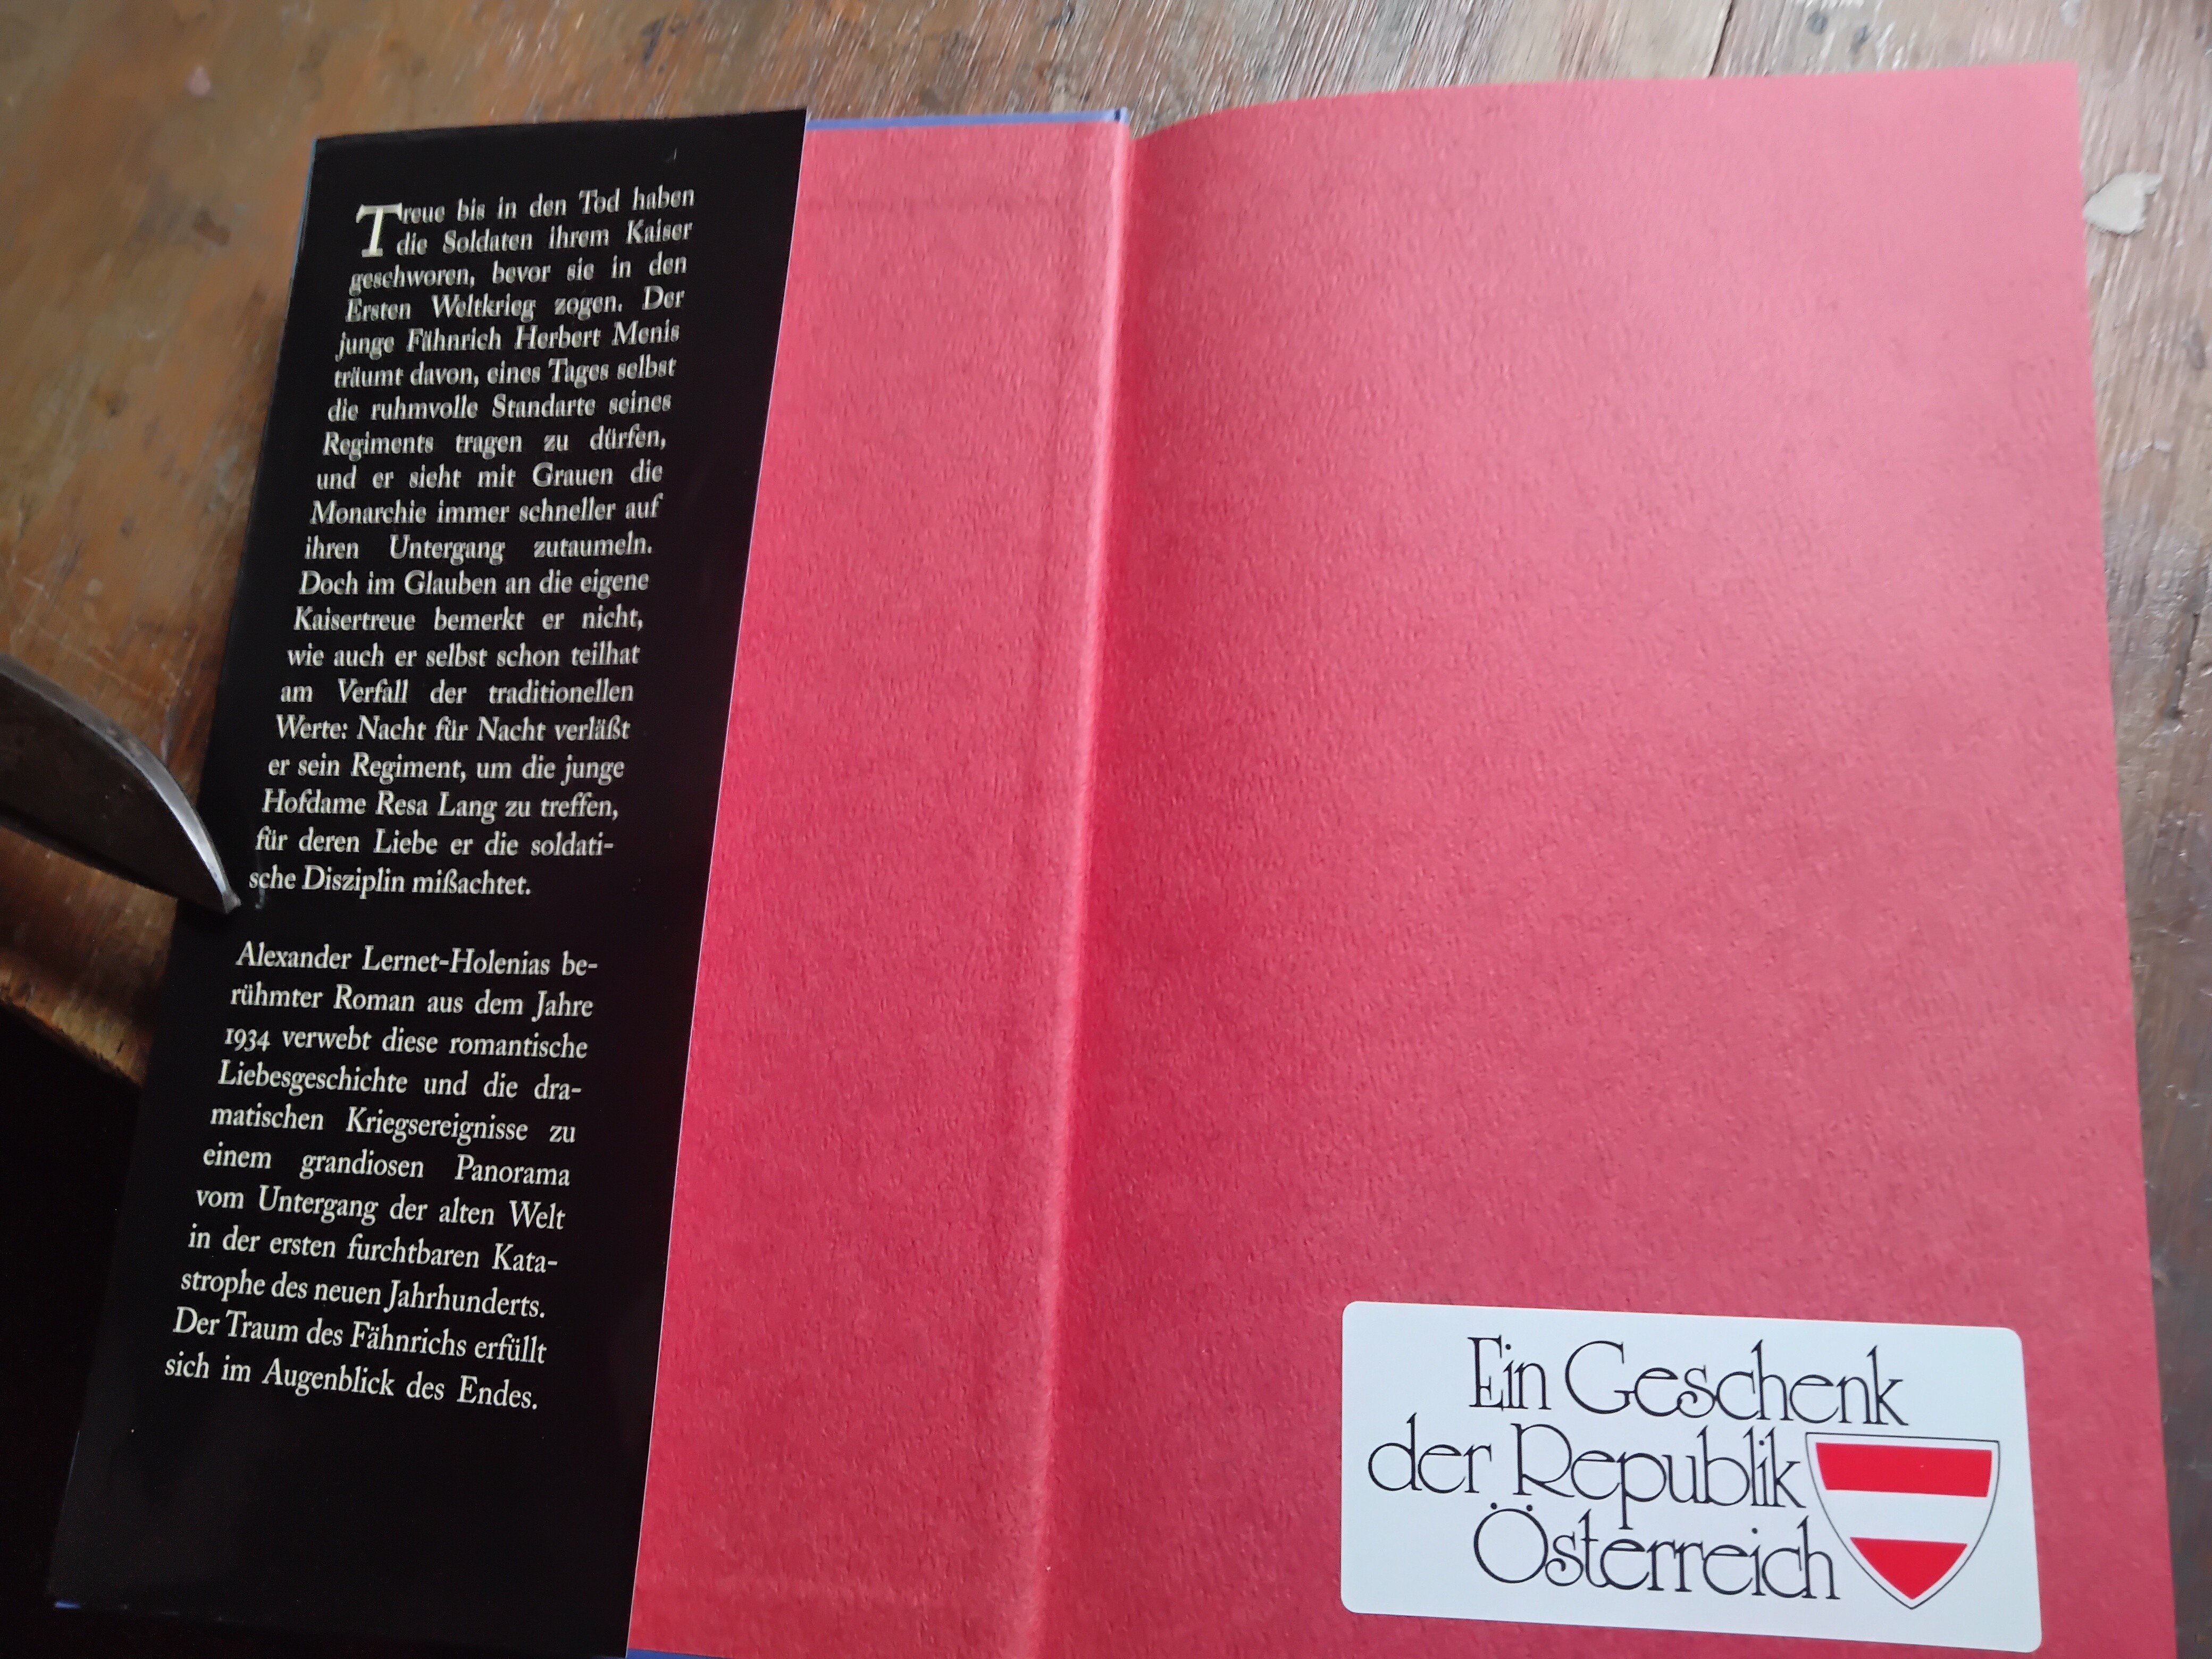 Treue bis in den Tod haben
die Soldaten ihrem Kaiser
geschworen, bevor sie in den
Ersten Weltkrieg zogen. Der
junge Fähnrich Herbert Menis
träumt davon, eines Tages selbst
die ruhmvolle Standarte seines
Regiments tragen zu dürfen,
und er sieht mit Grauen die
Monarchie immer schneller auf
ihren Untergang zutaumeln.
Doch im Glauben an die eigene
Kaisertreue bemerkt er nicht,
wie auch er selbst schon teilhat
am Verfall der traditionellen
Werte: Nacht für Nacht verläßt
er sein Regiment, um die junge
Hofdame Resa Lang zu treffen,
für deren Liebe er die soldati-
sche Disziplin mißachtet.
Alexander Lernet-Holenias be-
rühmter Roman aus dem Jahre
1934 verwebt diese romantische
Liebesgeschichte und die dra-
matischen Kriegsereignisse zu
einem grandiosen Panorama
vom Untergang der alten Welt
in der ersten furchtbaren Kata-
strophe des neuen Jahrhunderts.
Der Traum des Fähnrichs erfüllt
sich im Augenblick des Endes.
Ein Geschenk
der Republik
Österreich